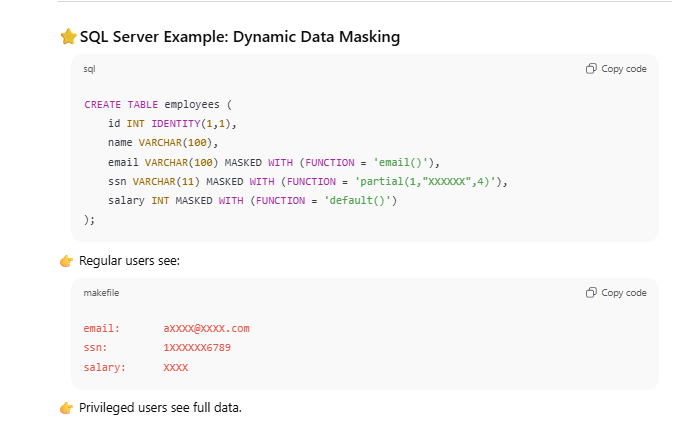 ⭐SQL Server Example: Dynamic Data Masking
sql
Copy code
CREATE TABLE employees (
    id INT IDENTITY(1,1),
    name VARCHAR(100),
    email VARCHAR(100) MASKED WITH (FUNCTION = 'email()'),
    ssn VARCHAR(11) MASKED WITH (FUNCTION = 'partial(1,"XXXXXX",4)'),
    salary INT MASKED WITH (FUNCTION = 'default()')
);
👉 Regular users see:
makefile
Copy code
email:       aXXXX@XXXX.com
ssn:         1XXXXXX6789
salary:      XXXX
👉 Privileged users see full data.